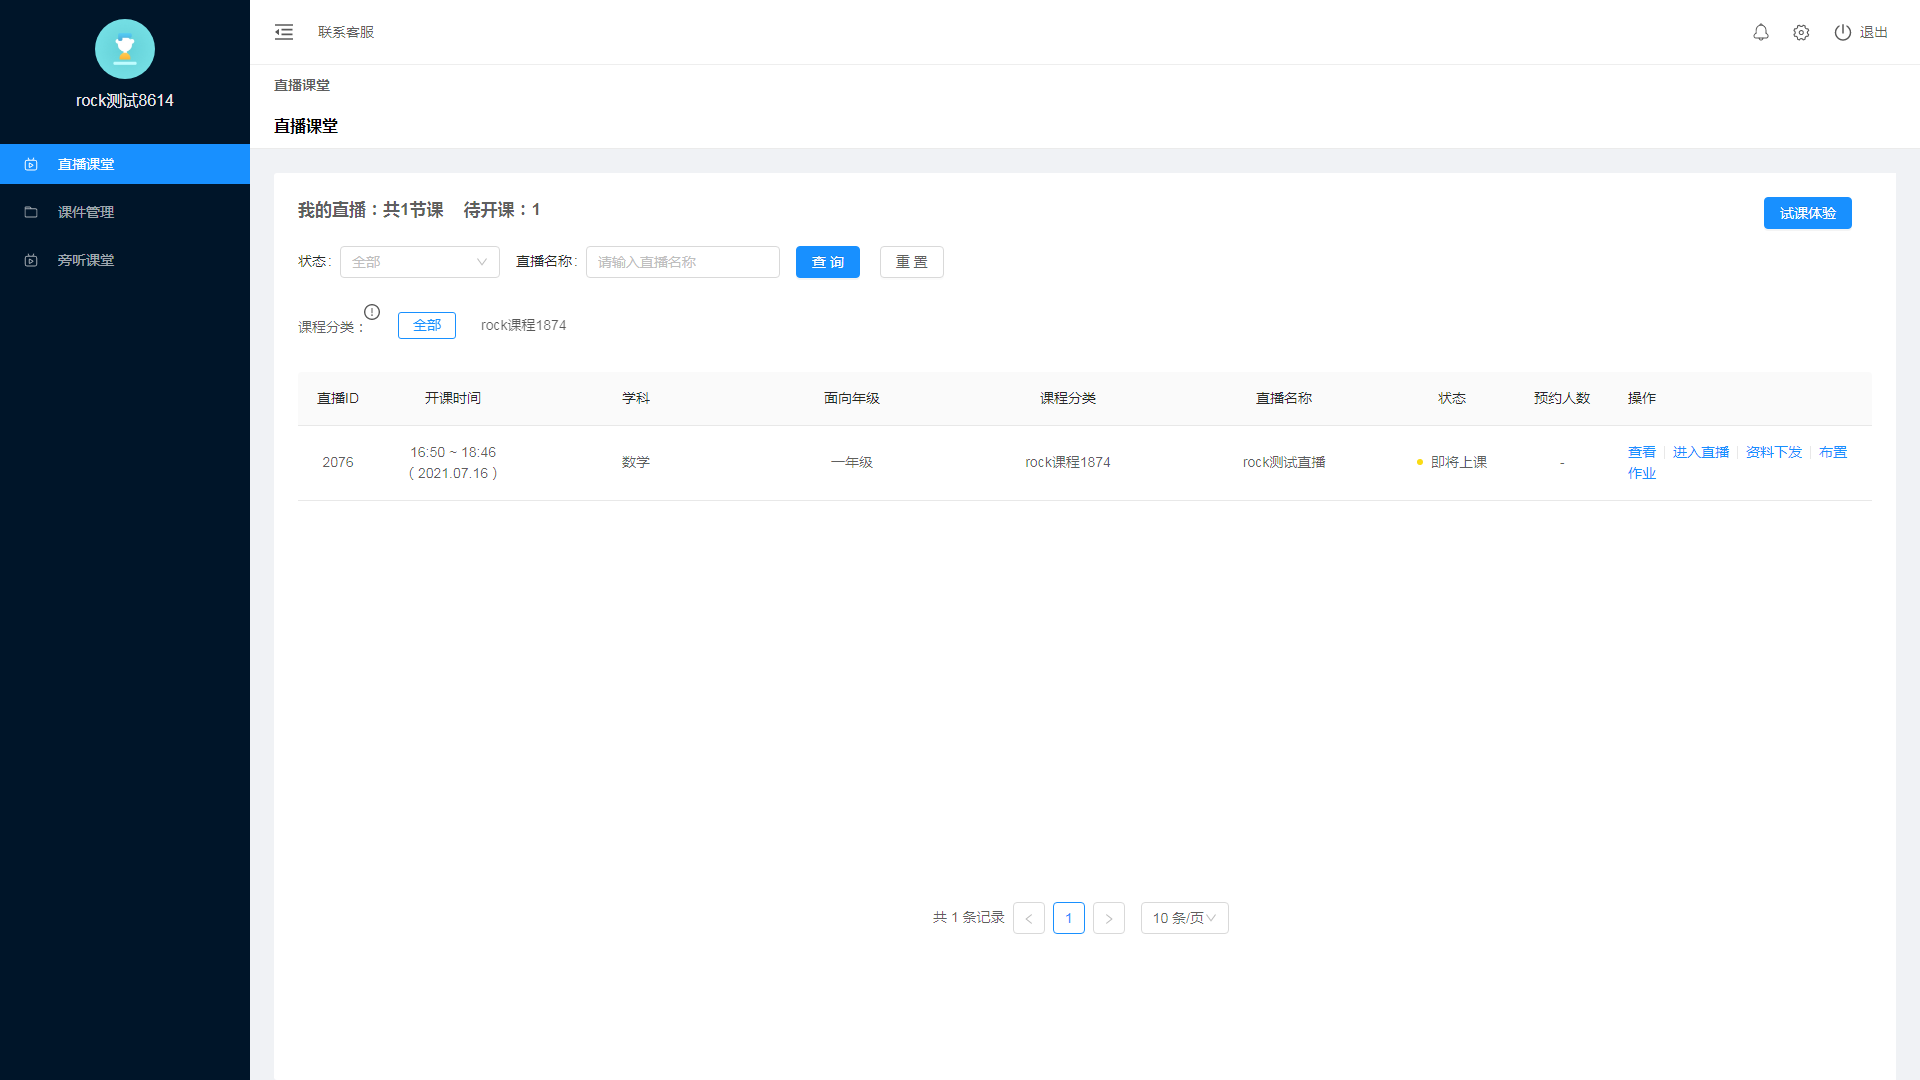 rock测试8614
直播课堂
课件管理
旁听课堂
联系客服
退出
直播课堂
直播课堂
我的直播：共1节课 待开课：1
试课体验
状态: 全部 直播名称: 请输入直播名称 查 询 重 置
课程分类： 全部 rock课程1874
直播ID 开课时间 学科 面向年级 课程分类 直播名称 状态 预约人数 操作
2076 16:50 ~ 18:46 ( 2021.07.16 ) 数学 一年级 rock课程1874 rock测试直播 即将上课 - 查看 进入直播 资料下发 布置
作业
共 1 条记录 < 1 > 10 条/页